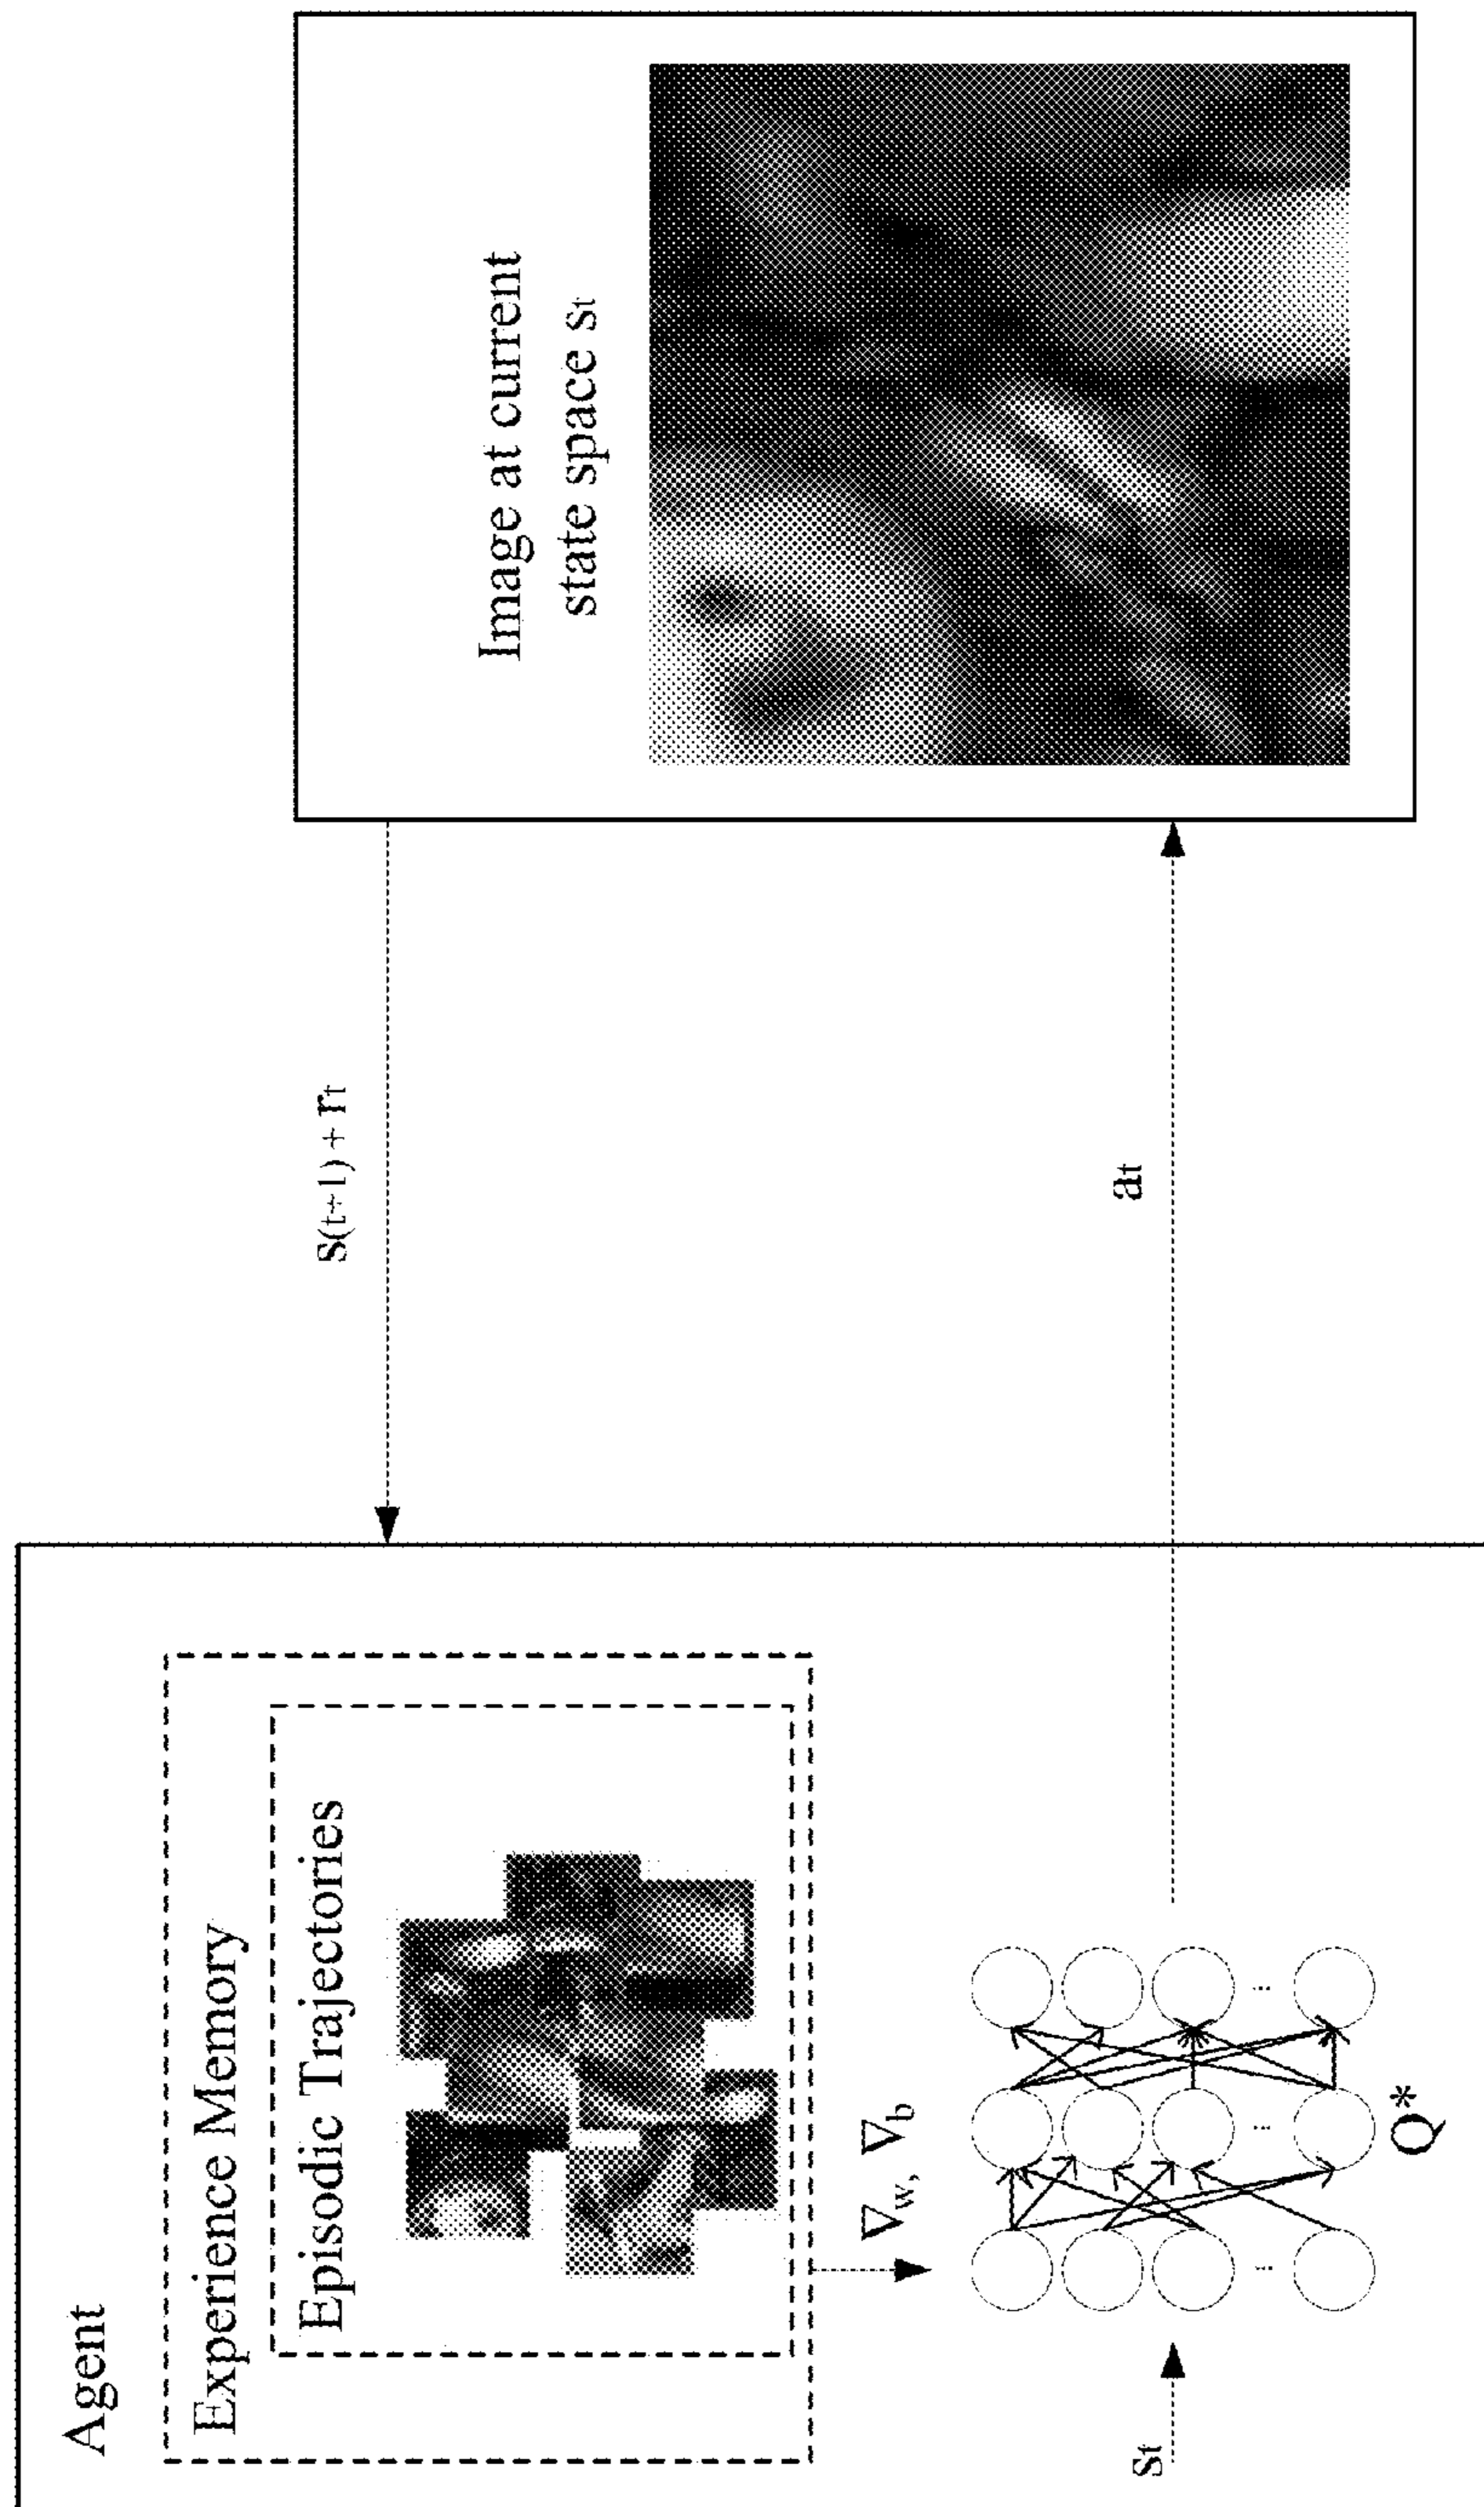 Agent
Experience Memory
Episodic Trajectories
∇w, ∇b
st
Q*
s(t+1) + rt
at
Image at current
state space st